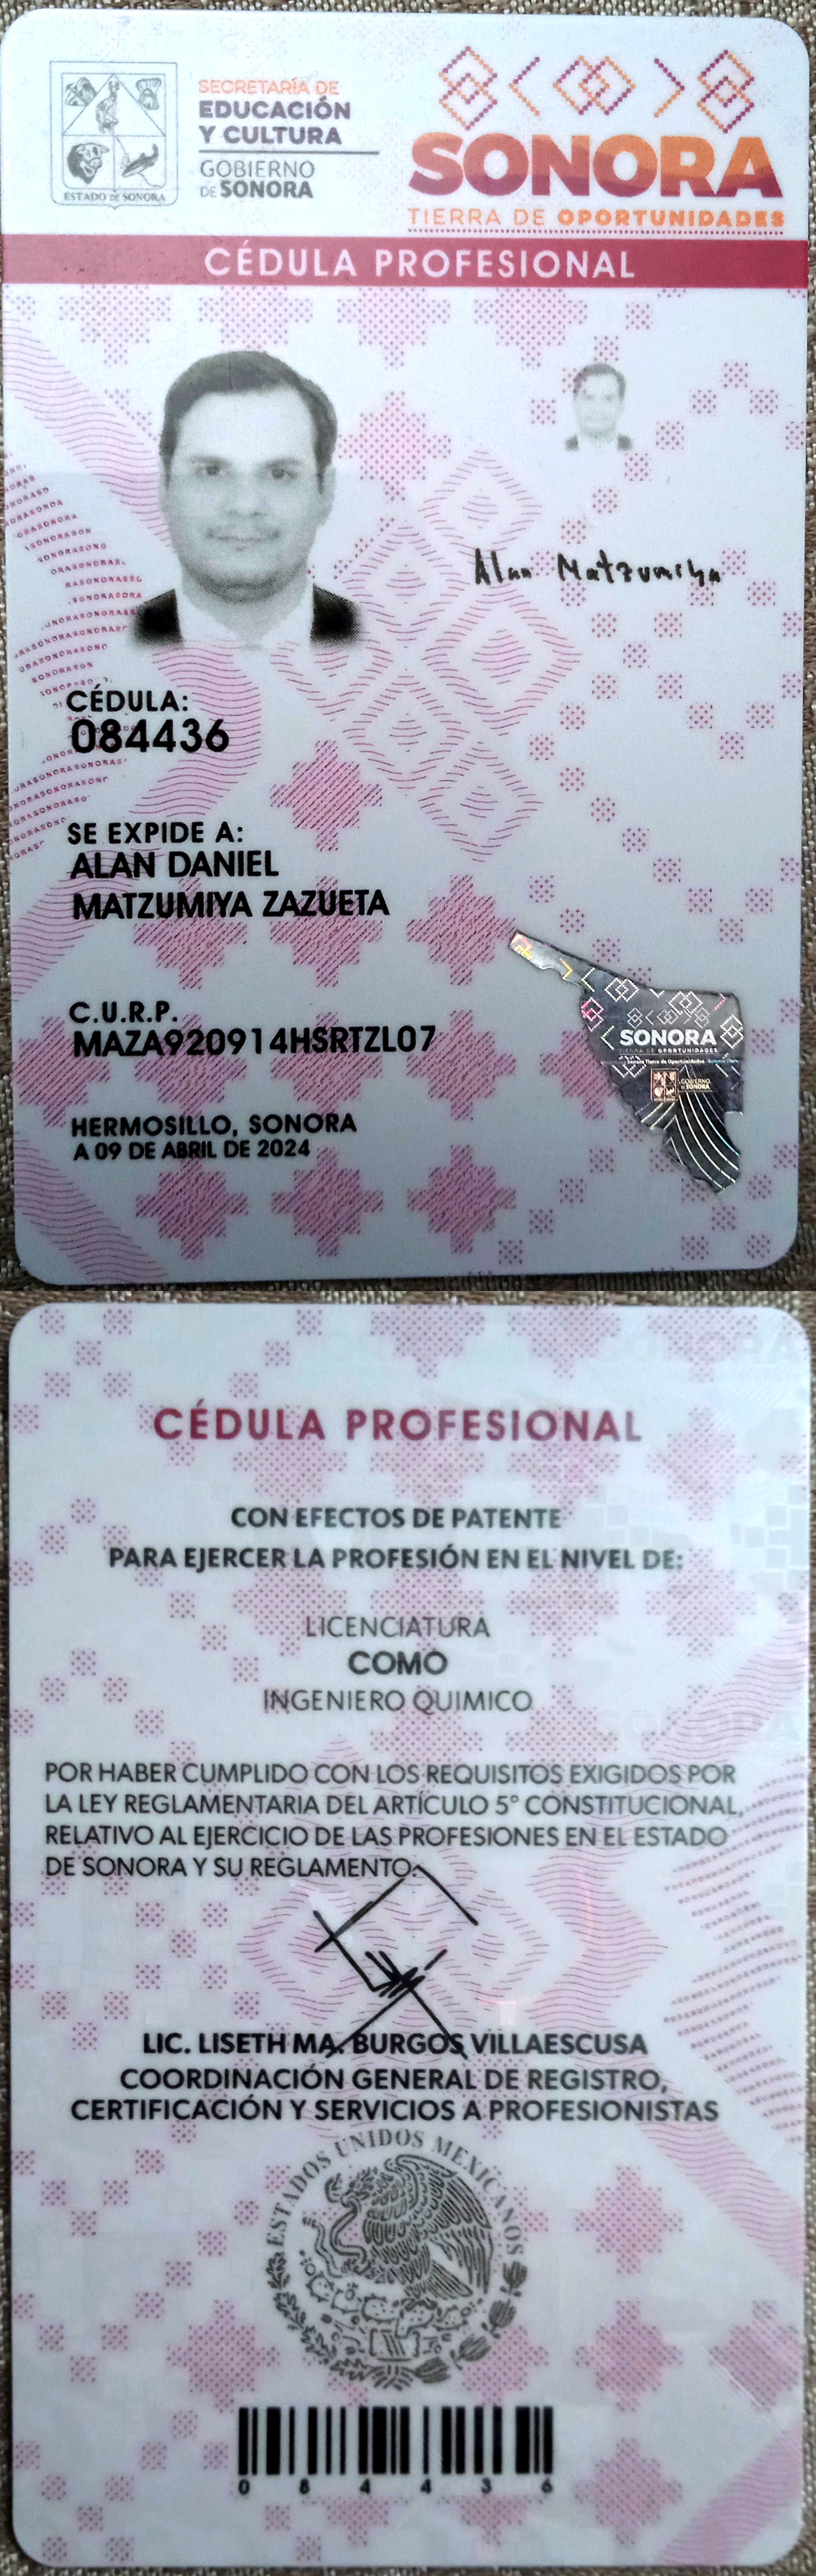 SECRETARÍA DE
EDUCACIÓN
Y CULTURA
GOBIERNO
DE SONORA
ESTADO DE SONORA
SONORA
TIERRA DE OPORTUNIDADES
CÉDULA PROFESIONAL
Alan Matzumiya
CÉDULA:
084436
SE EXPIDE A:
ALAN DANIEL
MATZUMIYA ZAZUETA
C.U.R.P.
MAZA920914HSRTZL07
HERMOSILLO, SONORA
A 09 DE ABRIL DE 2024
SONORA
TIERRA DE OPORTUNIDADES
GOBIERNO
DE SONORA
CÉDULA PROFESIONAL
CON EFECTOS DE PATENTE
PARA EJERCER LA PROFESIÓN EN EL NIVEL DE:
LICENCIATURA
COMO
INGENIERO QUIMICO
POR HABER CUMPLIDO CON LOS REQUISITOS EXIGIDOS POR
LA LEY REGLAMENTARIA DEL ARTÍCULO 5° CONSTITUCIONAL,
RELATIVO AL EJERCICIO DE LAS PROFESIONES EN EL ESTADO
DE SONORA Y SU REGLAMENTO.
LIC. LISETH MA. BURGOS VILLAESCUSA
COORDINACIÓN GENERAL DE REGISTRO,
CERTIFICACIÓN Y SERVICIOS A PROFESIONISTAS
ESTADOS UNIDOS MEXICANOS
0 8 4 4 3 6